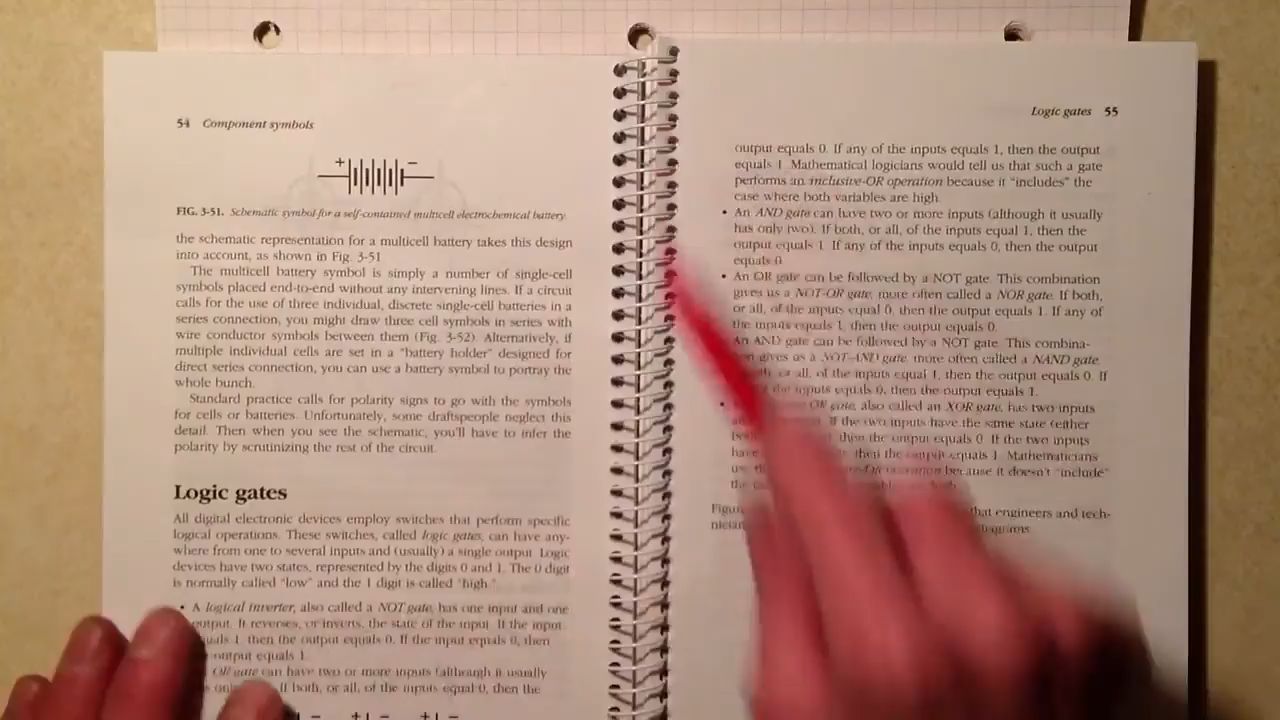 54 Component symbols
+ −
FIG. 3-51. Schematic symbol for a self-contained multicell electrochemical battery.
the schematic representation for a multicell battery takes this design
into account, as shown in Fig. 3-51
The multicell battery symbol is simply a number of single-cell
symbols placed end-to-end without any intervening lines. If a circuit
calls for the use of three individual, discrete single-cell batteries in a
series connection, you might draw three cell symbols in series with
wire conductor symbols between them (Fig. 3-52). Alternatively, if
multiple individual cells are set in a "battery holder" designed for
direct series connection, you can use a battery symbol to portray the
whole bunch.
Standard practice calls for polarity signs to go with the symbols
for cells or batteries. Unfortunately, some draftspeople neglect this
detail. Then when you see the schematic, you'll have to infer the
polarity by scrutinizing the rest of the circuit.
Logic gates
All digital electronic devices employ switches that perform specific
logical operations. These switches, called logic gates, can have any-
where from one to several inputs and (usually) a single output. Logic
devices have two states, represented by the digits 0 and 1. The 0 digit
is normally called "low" and the 1 digit is called "high."
• A logical inverter, also called a NOT gate, has one input and one
output. It reverses, or inverts, the state of the input. If the input
equals 1, then the output equals 0. If the input equals 0, then
output equals 1.
OR gate can have two or more inputs (although it usually
If both, or all, of the inputs equal 0, then the
+ − + − + −
Logic gates 55
output equals 0. If any of the inputs equals 1, then the output
equals 1. Mathematical logicians would tell us that such a gate
performs an inclusive-OR operation because it "includes" the
case where both variables are high.
• An AND gate can have two or more inputs (although it usually
has only two). If both, or all, of the inputs equal 1, then the
output equals 1. If any of the inputs equals 0, then the output
equals 0.
• An OR gate can be followed by a NOT gate. This combination
gives us a NOT-OR gate, more often called a NOR gate. If both,
or all, of the inputs equal 0, then the output equals 1. If any of
the inputs equals 1, then the output equals 0.
An AND gate can be followed by a NOT gate. This combina-
gives us a NOT-AND gate, more often called a NAND gate.
or all, of the inputs equal 1, then the output equals 0. If
the inputs equals 0, then the output equals 1.
• OR gate, also called an XOR gate, has two inputs
If the two inputs have the same state (either
then the output equals 0. If the two inputs
have then the output equals 1. Mathematicians
because it doesn't "include"
the
that engineers and tech-